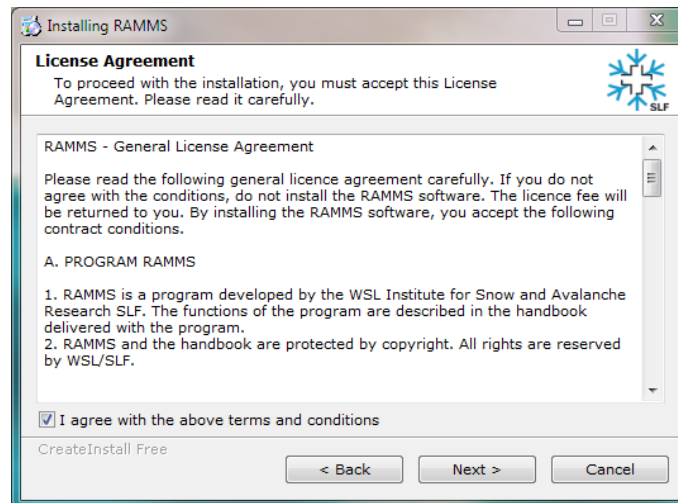 Installing RAMMS
License Agreement
To proceed with the installation, you must accept this License
Agreement. Please read it carefully.
SLF
RAMMS - General License Agreement
Please read the following general licence agreement carefully. If you do not
agree with the conditions, do not install the RAMMS software. The licence fee will
be returned to you. By installing the RAMMS software, you accept the following
contract conditions.
A. PROGRAM RAMMS
1. RAMMS is a program developed by the WSL Institute for Snow and Avalanche
Research SLF. The functions of the program are described in the handbook
delivered with the program.
2. RAMMS and the handbook are protected by copyright. All rights are reserved
by WSL/SLF.
I agree with the above terms and conditions
CreateInstall Free
< Back Next > Cancel